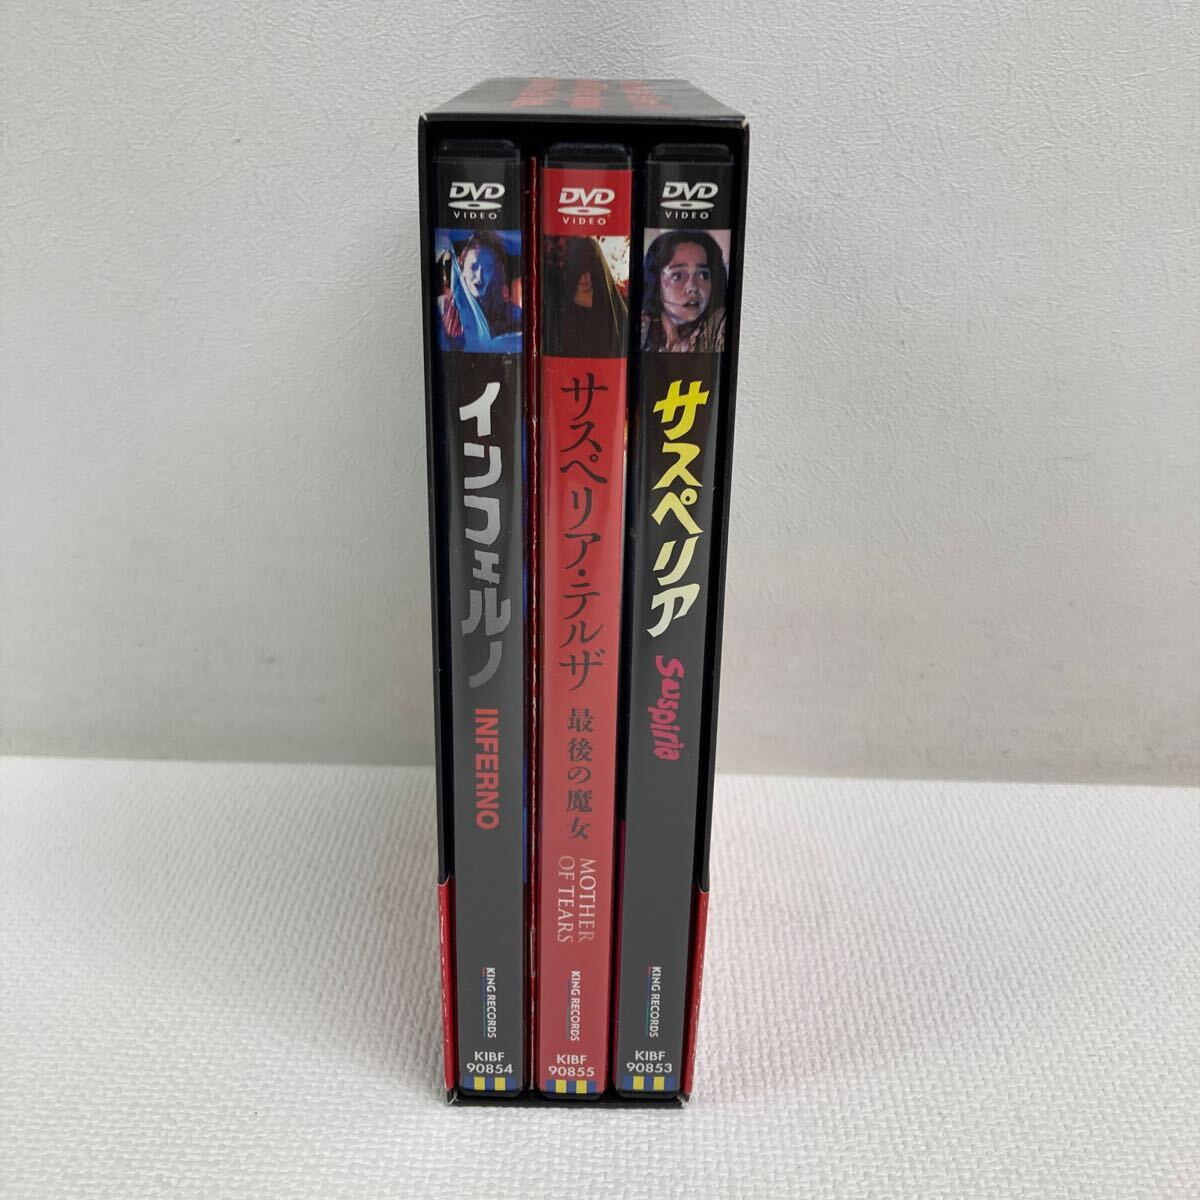 DVD
VIDEO
インフェルノ
INFERNO
KING RECORDS
KIBF
90854
DVD
VIDEO
サスペリア・テルザ
最後の魔女
MOTHER
OF TEARS
KING RECORDS
KIBF
90855
DVD
VIDEO
サスペリア
Suspiria
KING RECORDS
KIBF
90853